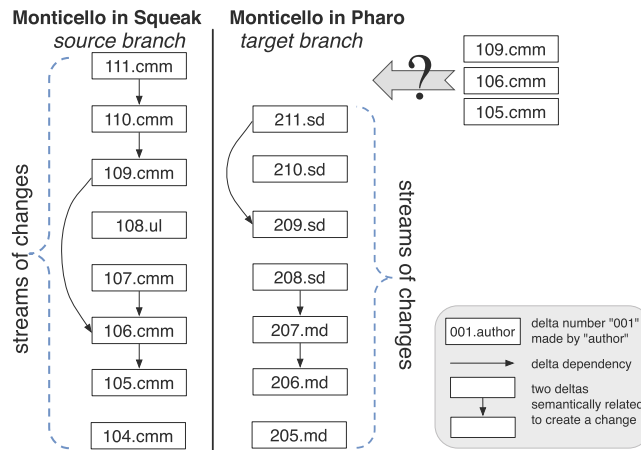 Monticello in Squeak
source branch
111.cmm
110.cmm
109.cmm
108.ul
107.cmm
106.cmm
105.cmm
104.cmm
streams of changes
Monticello in Pharo
target branch
211.sd
210.sd
209.sd
208.sd
207.md
206.md
205.md
streams of changes
?
109.cmm
106.cmm
105.cmm
001.author
delta number "001"
made by "author"
delta dependency
two deltas
semantically related
to create a change